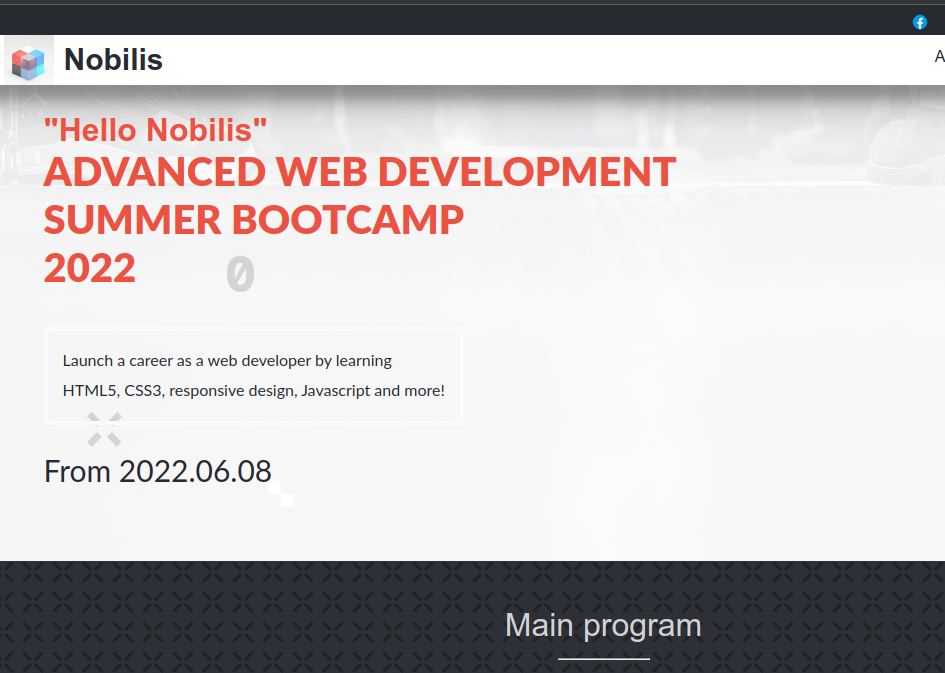 Nobilis
A
"Hello Nobilis"
ADVANCED WEB DEVELOPMENT
SUMMER BOOTCAMP
2022
0
Launch a career as a web developer by learning
HTML5, CSS3, responsive design, Javascript and more!
From 2022.06.08
Main program